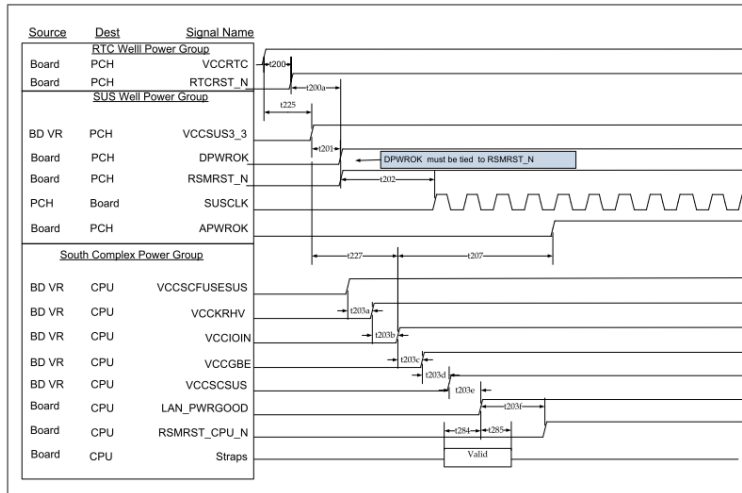 Source Dest Signal Name
RTC Welll Power Group
Board PCH VCCRTC t200
Board PCH RTCRST_N t200a
SUS Well Power Group
t225
BD VR PCH VCCSUS3_3
t201
Board PCH DPWROK DPWROK must be tied to RSMRST_N
Board PCH RSMRST_N t202
PCH Board SUSCLK
Board PCH APWROK
South Complex Power Group t227 t207
BD VR CPU VCCSCFUSESUS
t203a
BD VR CPU VCCKRHV
t203b
BD VR CPU VCCIOIN
t203c
BD VR CPU VCCGBE
t203d
BD VR CPU VCCSCSUS
t203e
Board CPU LAN_PWRGOOD t203f
Board CPU RSMRST_CPU_N t284 t285
Board CPU Straps Valid